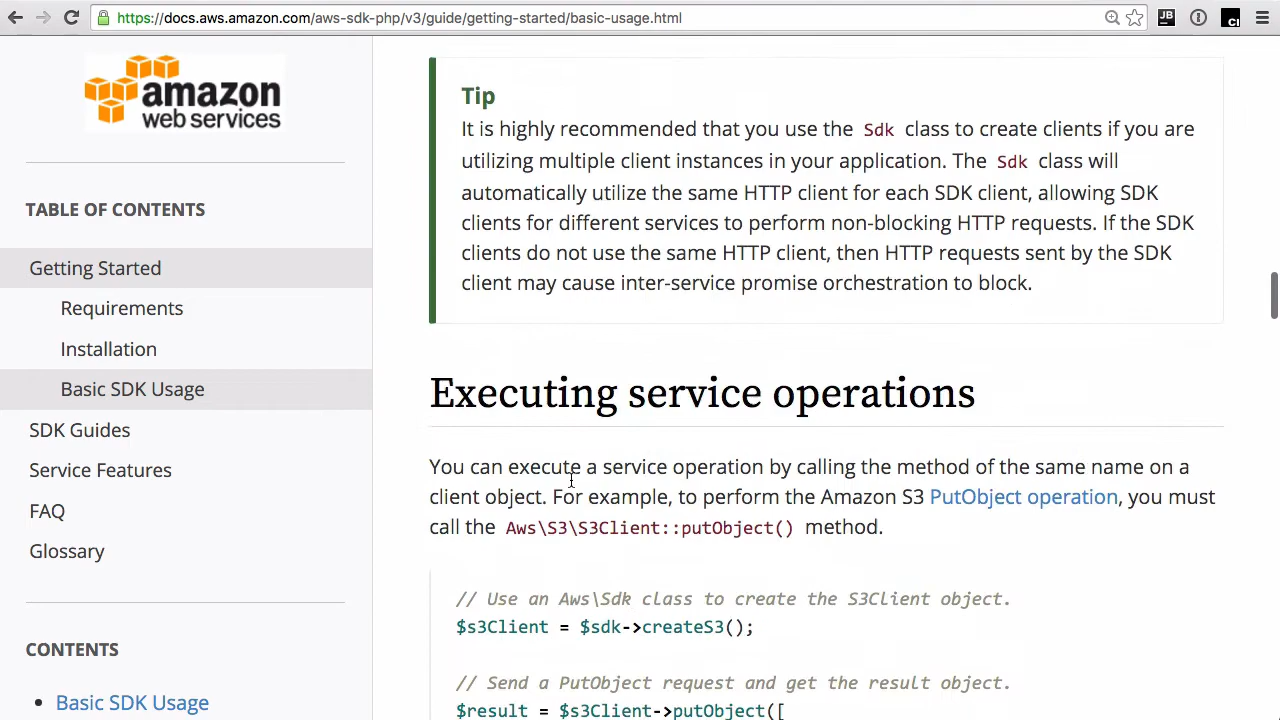 https://docs.aws.amazon.com/aws-sdk-php/v3/guide/getting-started/basic-usage.html
JB
CI
amazon
web services
TABLE OF CONTENTS
Getting Started
Requirements
Installation
Basic SDK Usage
SDK Guides
Service Features
FAQ
Glossary
CONTENTS
Basic SDK Usage
Tip
It is highly recommended that you use the Sdk class to create clients if you are
utilizing multiple client instances in your application. The Sdk class will
automatically utilize the same HTTP client for each SDK client, allowing SDK
clients for different services to perform non-blocking HTTP requests. If the SDK
clients do not use the same HTTP client, then HTTP requests sent by the SDK
client may cause inter-service promise orchestration to block.
Executing service operations
You can execute a service operation by calling the method of the same name on a
client object. For example, to perform the Amazon S3 PutObject operation, you must
call the Aws\S3\S3Client::putObject() method.
// Use an Aws\Sdk class to create the S3Client object.
$s3Client = $sdk->createS3();
// Send a PutObject request and get the result object.
$result = $s3Client->putObject([